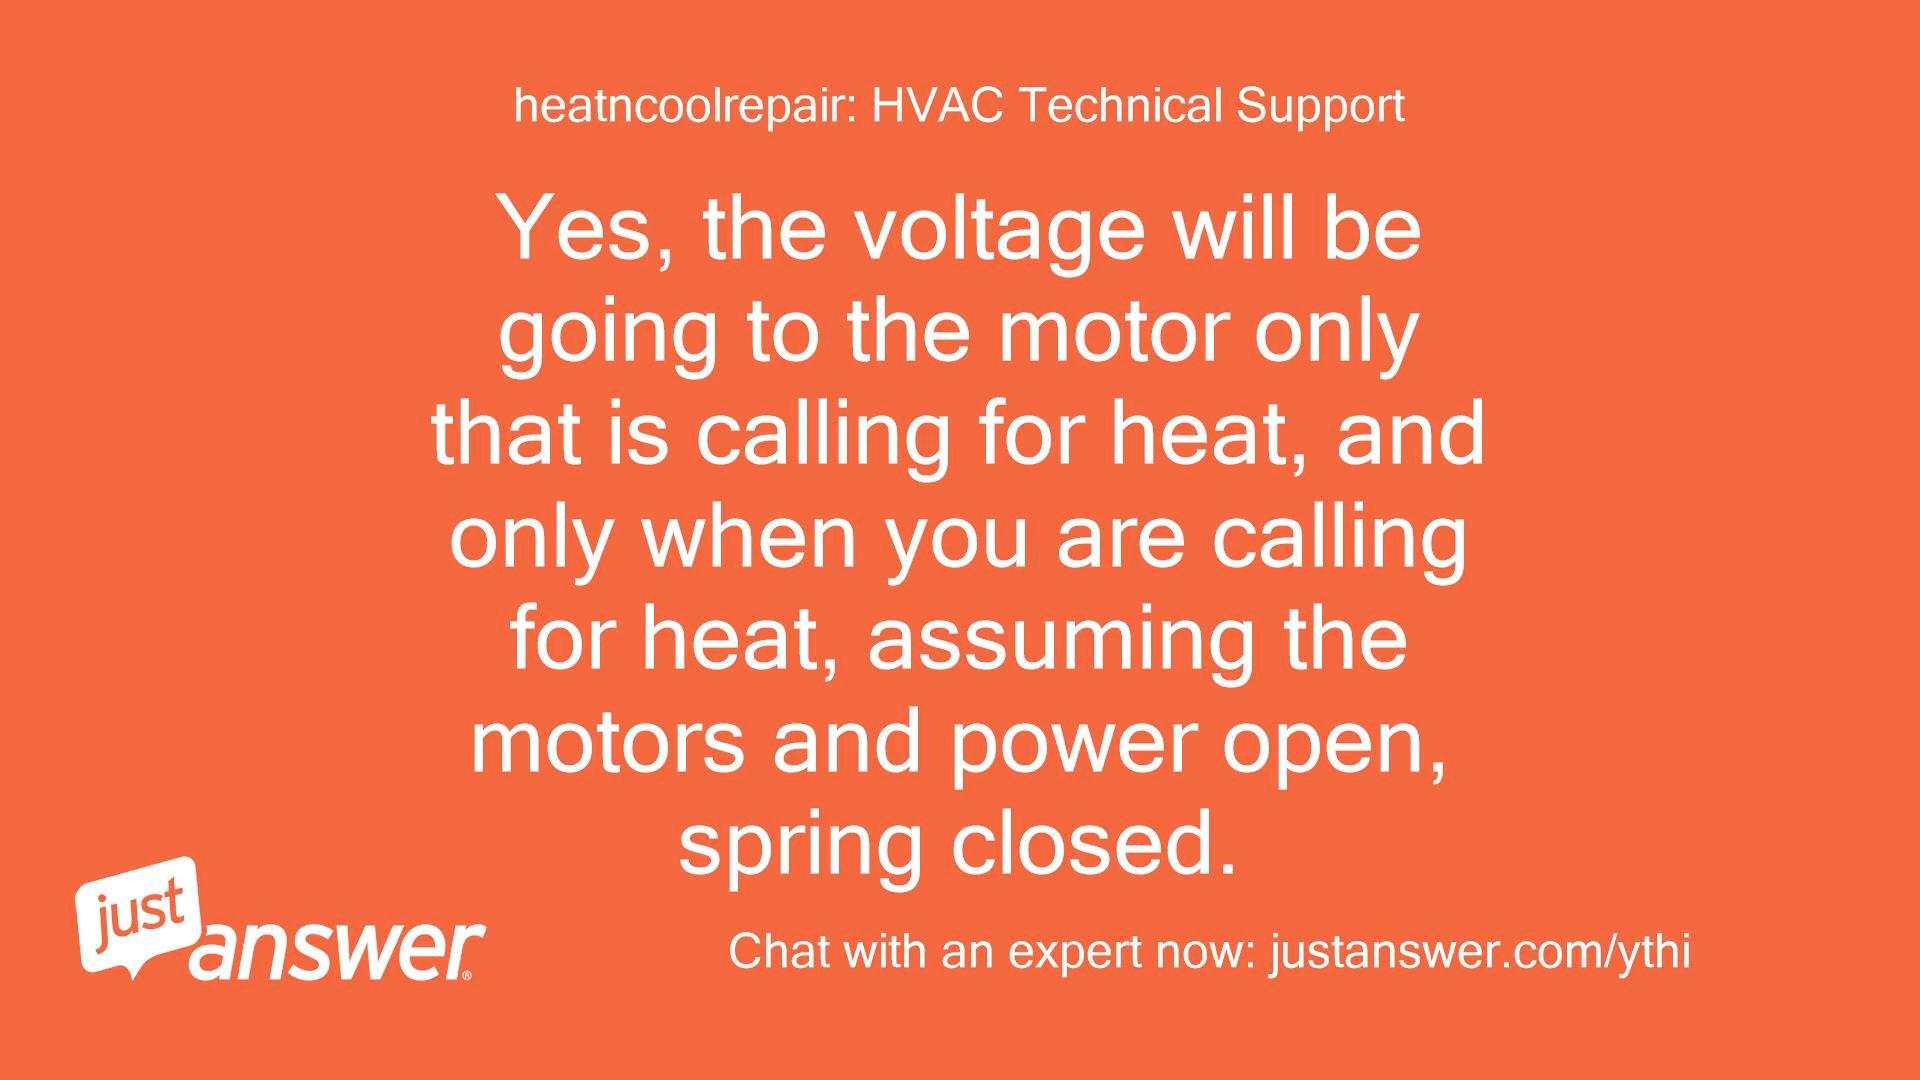 heatncoolrepair: HVAC Technical Support
Yes, the voltage will be
going to the motor only
that is calling for heat, and
only when you are calling
for heat, assuming the
motors and power open,
spring closed.
just
answer®
Chat with an expert now: justanswer.com/ythi